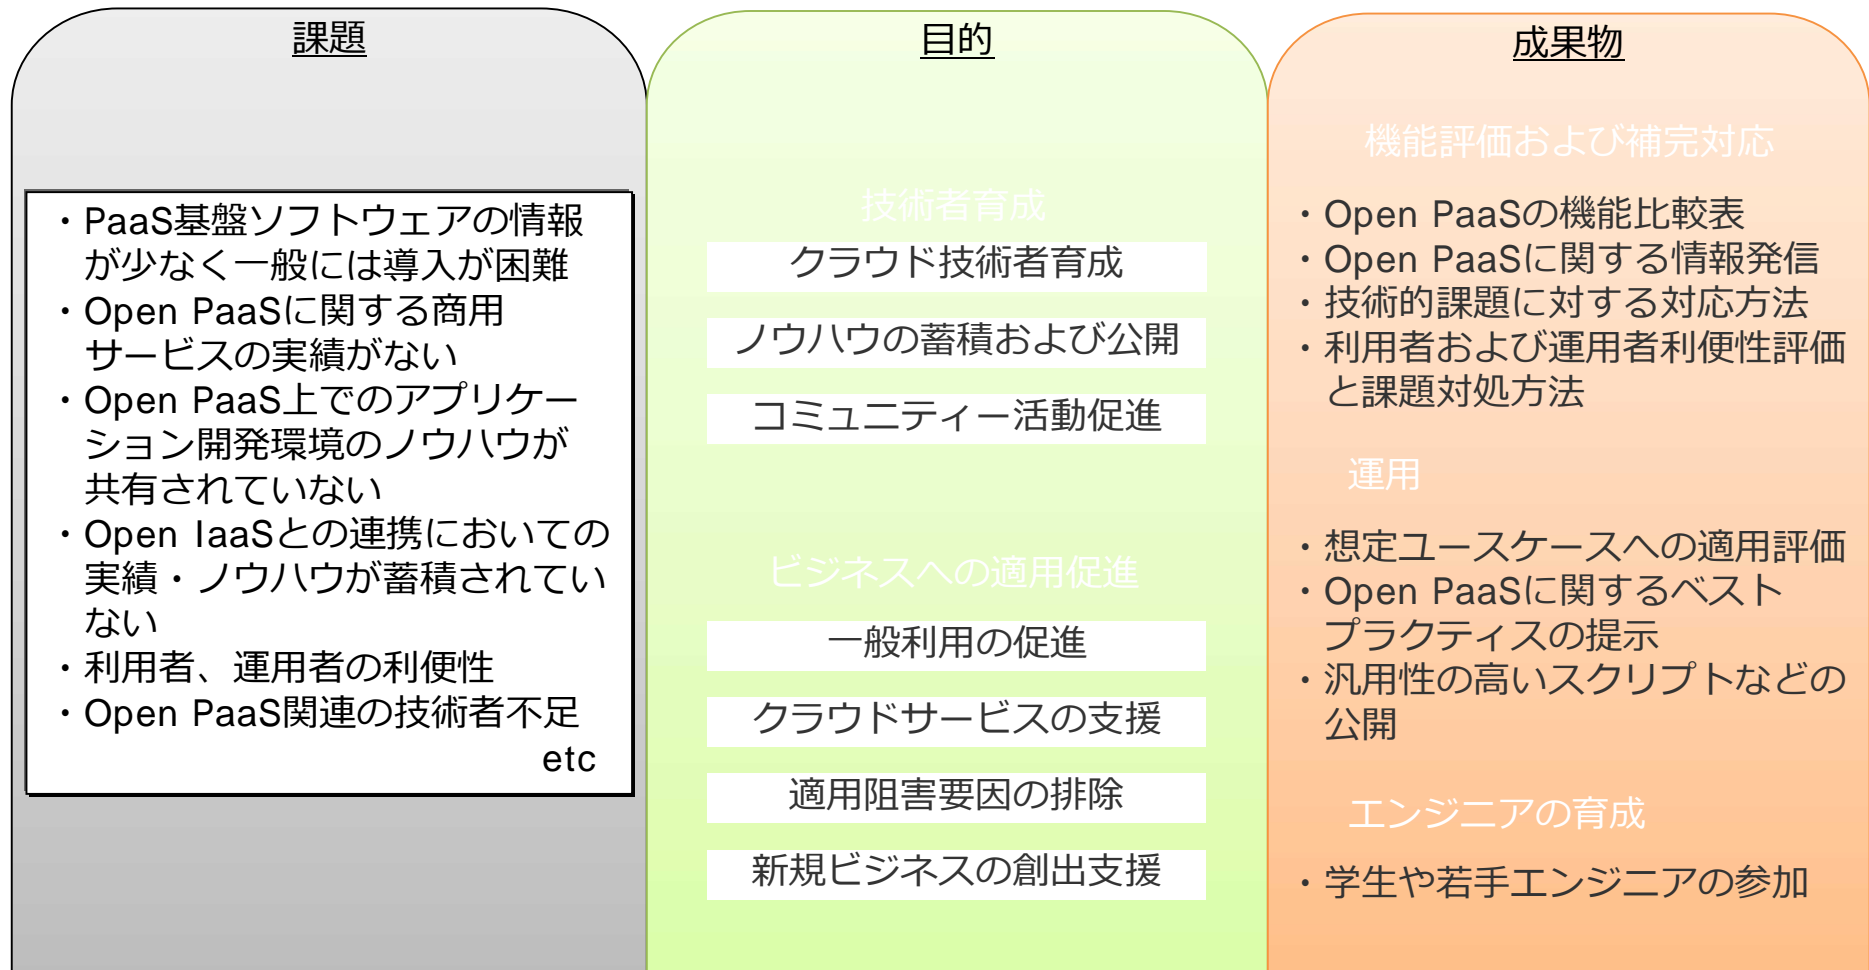 課題
・PaaS基盤ソフトウェアの情報
が少なく一般には導入が困難
・Open PaaSに関する商用
サービスの実績がない
・Open PaaS上でのアプリケー
ション開発環境のノウハウが
共有されていない
・Open IaaSとの連携においての
実績・ノウハウが蓄積されてい
ない
・利用者、運用者の利便性
・Open PaaS関連の技術者不足
etc
目的
技術者育成
クラウド技術者育成
ノウハウの蓄積および公開
コミュニティー活動促進
ビジネスへの適用促進
一般利用の促進
クラウドサービスの支援
適用阻害要因の排除
新規ビジネスの創出支援
成果物
機能評価および補完対応
・Open PaaSの機能比較表
・Open PaaSに関する情報発信
・技術的課題に対する対応方法
・利用者および運用者利便性評価
と課題対処方法
運用
・想定ユースケースへの適用評価
・Open PaaSに関するベスト
プラクティスの提示
・汎用性の高いスクリプトなどの
公開
エンジニアの育成
・学生や若手エンジニアの参加